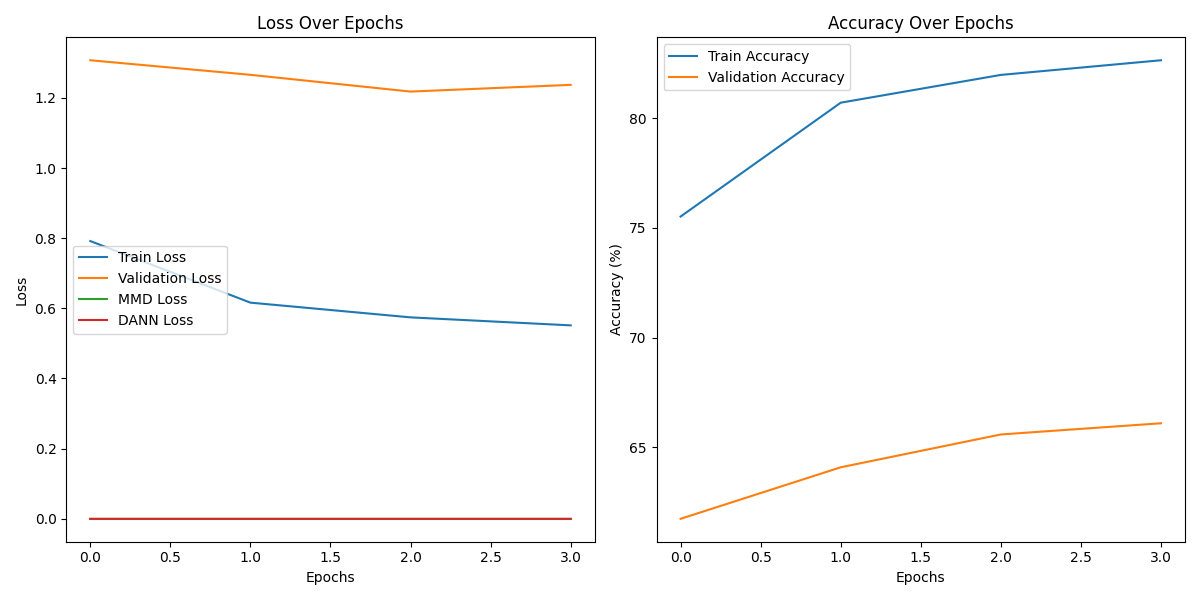 Loss Over Epochs
1.2
1.0
0.8
0.6
0.4
0.2
0.0
Loss
Train Loss
Validation Loss
MMD Loss
DANN Loss
0.0 0.5 1.0 1.5 2.0 2.5 3.0
Epochs
Accuracy Over Epochs
Train Accuracy
Validation Accuracy
80
75
70
65
Accuracy (%)
0.0 0.5 1.0 1.5 2.0 2.5 3.0
Epochs